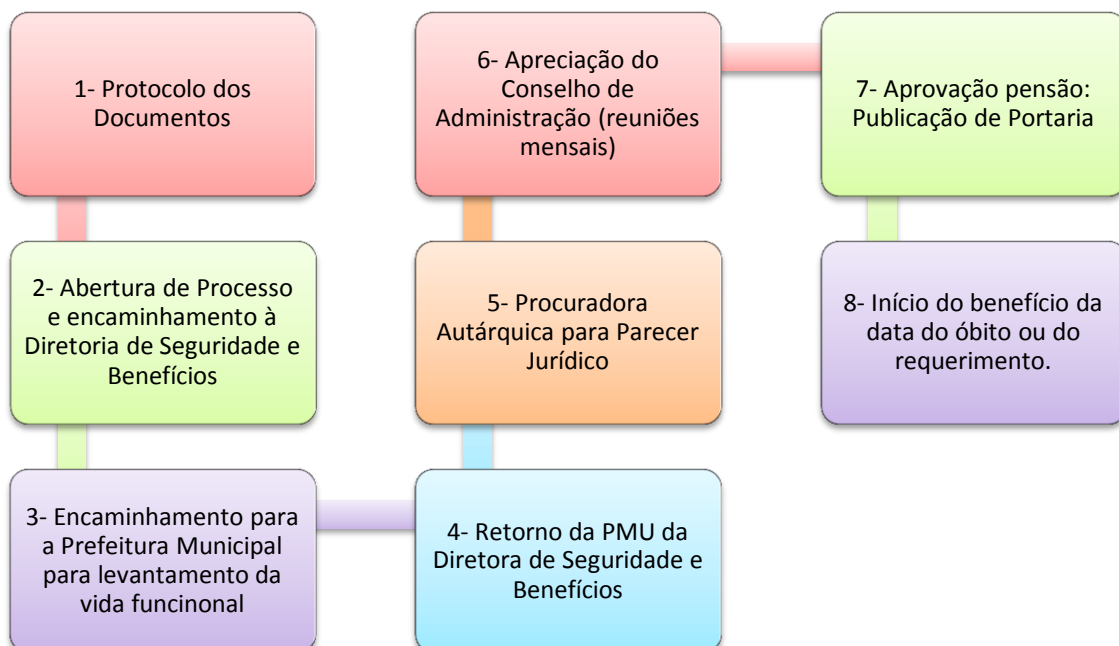 1- Protocolo dos
Documentos
2- Abertura de Processo
e encaminhamento à
Diretoria de Seguridade e
Benefícios
3- Encaminhamento para
a Prefeitura Municipal
para levantamento da
vida funcinonal
4- Retorno da PMU da
Diretora de Seguridade e
Benefícios
5- Procuradora
Autárquica para Parecer
Jurídico
6- Apreciação do
Conselho de
Administração (reuniões
mensais)
7- Aprovação pensão:
Publicação de Portaria
8- Início do benefício da
data do óbito ou do
requerimento.